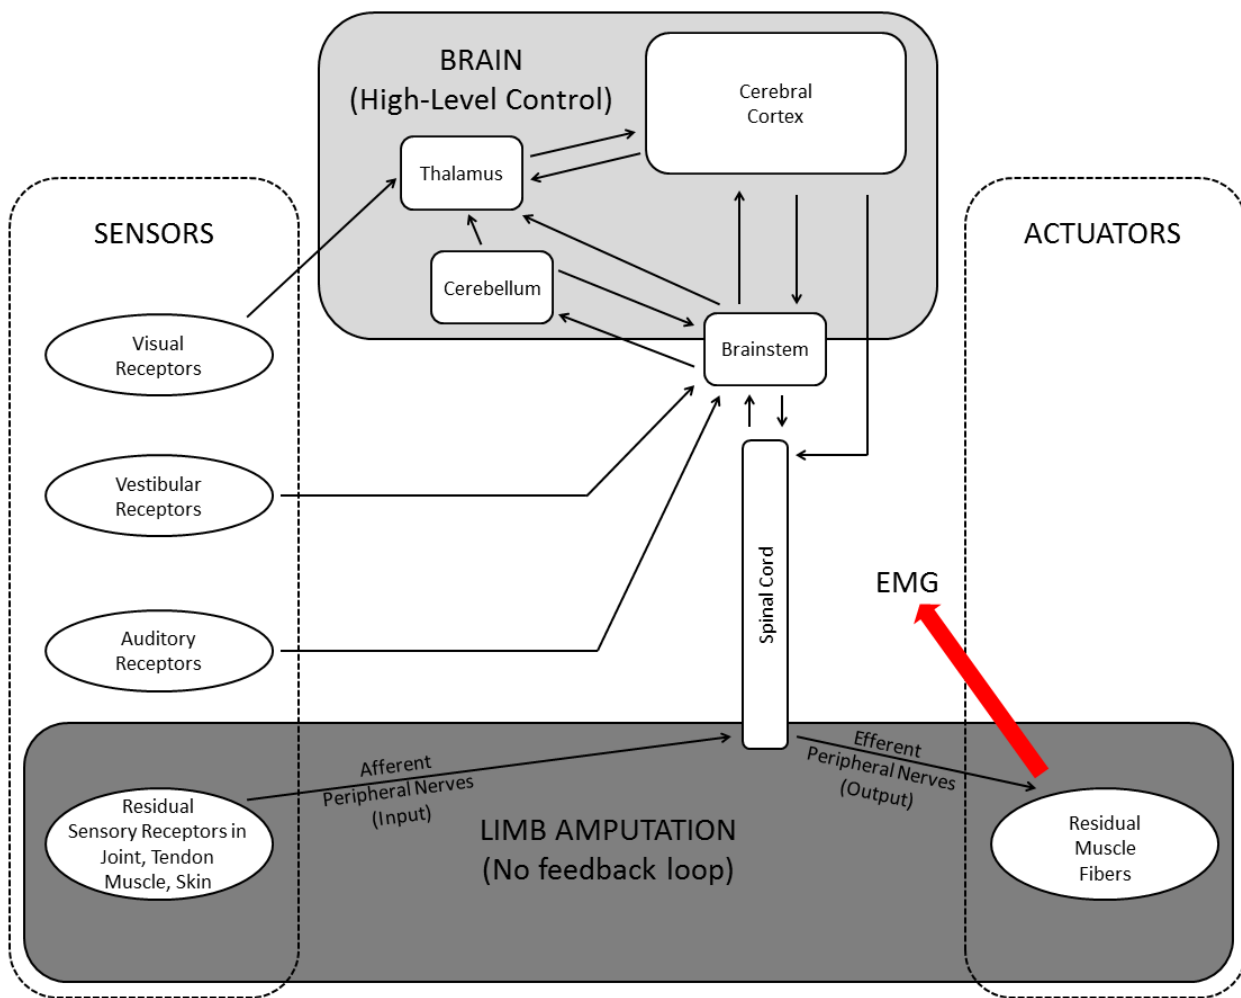 BRAIN
(High-Level Control)
Cerebral
Cortex
Thalamus
Cerebellum
Brainstem
SENSORS
Visual
Receptors
Vestibular
Receptors
Auditory
Receptors
Residual
Sensory Receptors in
Joint, Tendon
Muscle, Skin
Afferent
Peripheral Nerves
(Input)
Spinal Cord
LIMB AMPUTATION
(No feedback loop)
Efferent
Peripheral Nerves
(Output)
ACTUATORS
EMG
Residual
Muscle
Fibers